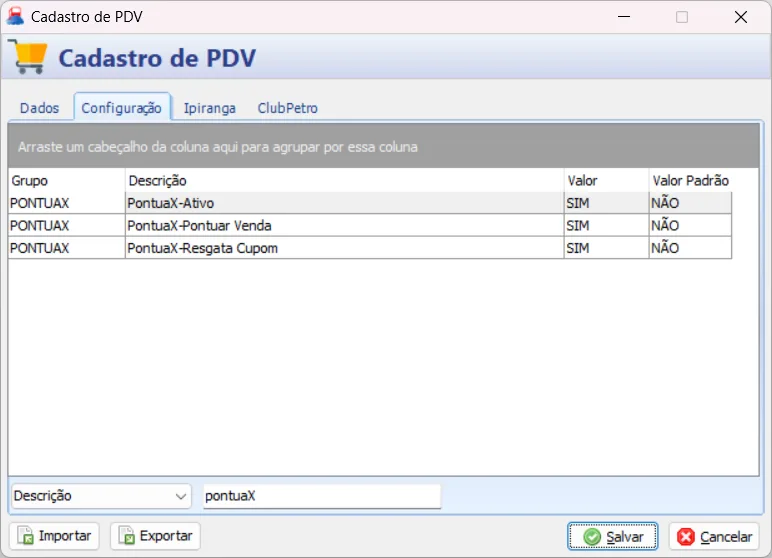 Cadastro de PDV
Cadastro de PDV
Dados Configuração Ipiranga ClubPetro
Arraste um cabeçalho da coluna aqui para agrupar por essa coluna
Grupo Descrição Valor Valor Padrão
PONTUAX PontuaX-Ativo SIM NÃO
PONTUAX PontuaX-Pontuar Venda SIM NÃO
PONTUAX PontuaX-Resgata Cupom SIM NÃO
Descrição pontuaX
Importar Exportar Salvar Cancelar